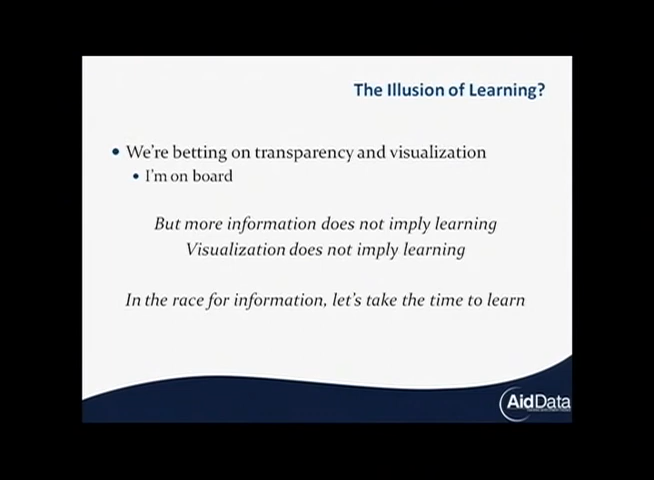 The Illusion of Learning?
• We're betting on transparency and visualization
• I'm on board
But more information does not imply learning
Visualization does not imply learning
In the race for information, let's take the time to learn
AidData